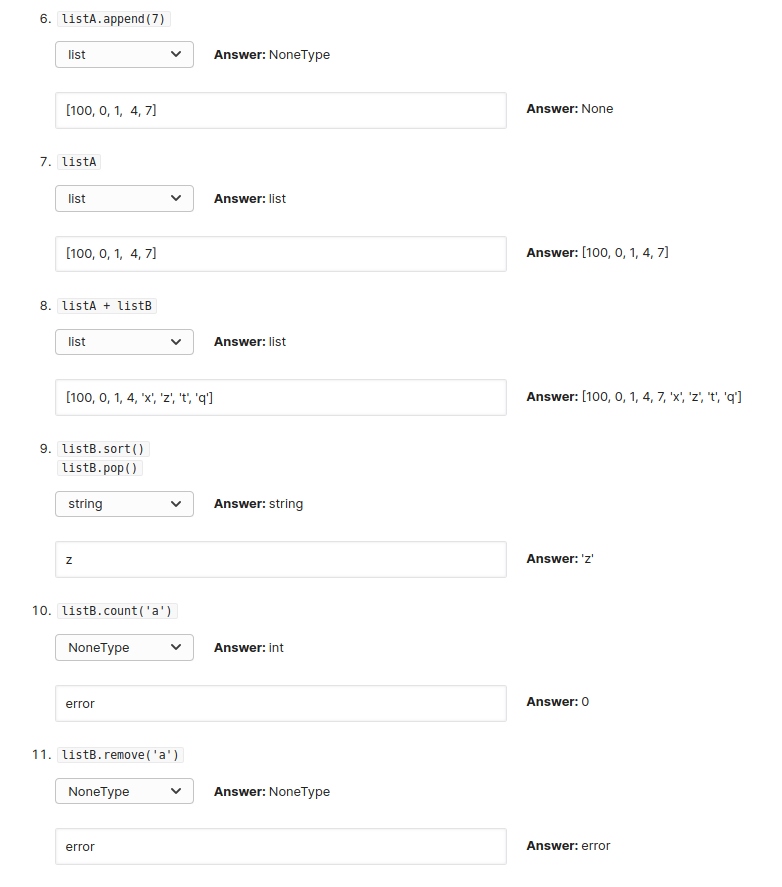 6. listA.append(7)
list Answer: NoneType
[100, 0, 1,  4, 7] Answer: None
7. listA
list Answer: list
[100, 0, 1,  4, 7] Answer: [100, 0, 1, 4, 7]
8. listA + listB
list Answer: list
[100, 0, 1, 4, 'x', 'z', 't', 'q'] Answer: [100, 0, 1, 4, 7, 'x', 'z', 't', 'q']
9. listB.sort()
listB.pop()
string Answer: string
z Answer: 'z'
10. listB.count('a')
NoneType Answer: int
error Answer: 0
11. listB.remove('a')
NoneType Answer: NoneType
error Answer: error